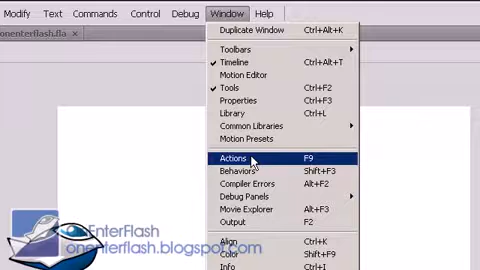 Modify Text Commands Control Debug Window Help
onenterflash.fla
Duplicate Window Ctrl+Alt+K
Toolbars
Timeline Ctrl+Alt+T
Motion Editor
Tools Ctrl+F2
Properties Ctrl+F3
Library Ctrl+L
Common Libraries
Motion Presets
Actions F9
Behaviors Shift+F3
Compiler Errors Alt+F2
Debug Panels
Movie Explorer Alt+F3
Output F2
Align Ctrl+K
Color Shift+F9
Info Ctrl+I
EnterFlash
onenterflash.blogspot.com